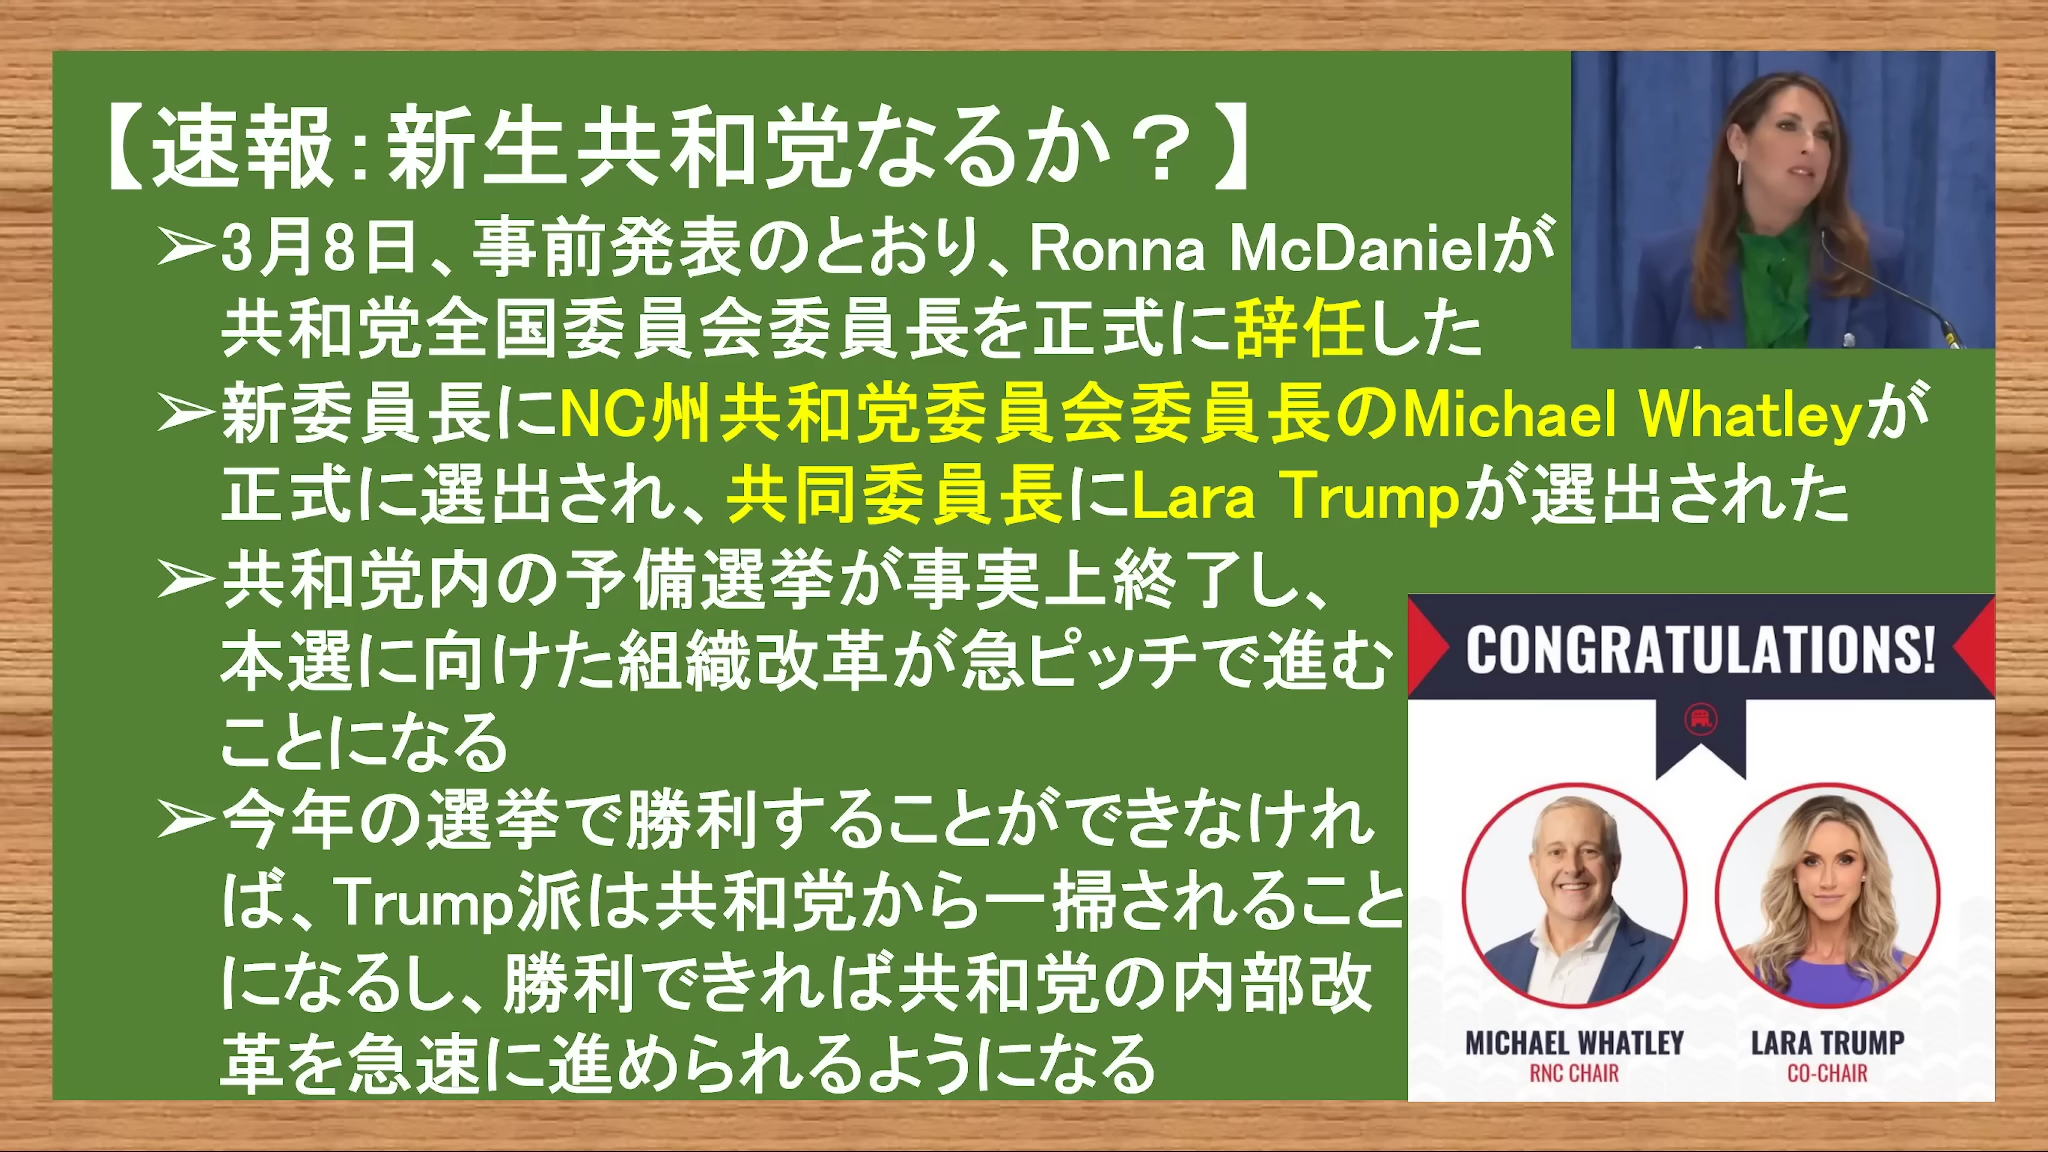 【速報：新生共和党なるか？】
➢3月8日、事前発表のとおり、Ronna McDanielが
共和党全国委員会委員長を正式に辞任した
➢新委員長にNC州共和党委員会委員長のMichael Whatleyが
正式に選出され、共同委員長にLara Trumpが選出された
➢共和党内の予備選挙が事実上終了し、
本選に向けた組織改革が急ピッチで進む
ことになる
➢今年の選挙で勝利することができなけれ
ば、Trump派は共和党から一掃されること
になるし、勝利できれば共和党の内部改
革を急速に進められるようになる
CONGRATULATIONS!
MICHAEL WHATLEY
RNC CHAIR
LARA TRUMP
CO-CHAIR